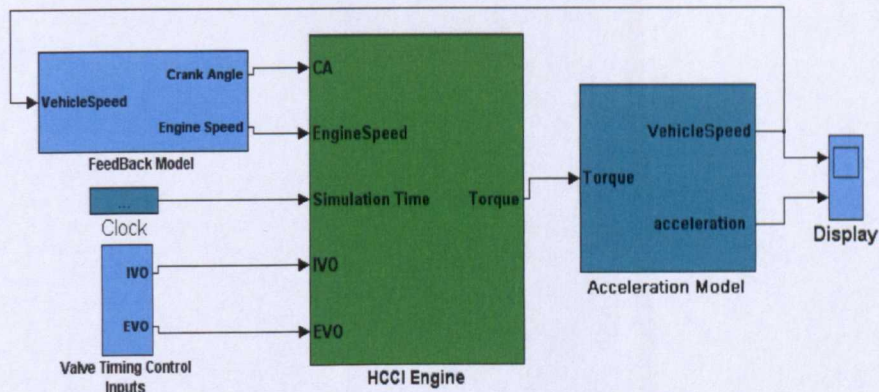 Crank Angle
VehicleSpeed
Engine Speed
FeedBack Model
...
Clock
IVO
EVO
Valve Timing Control
Inputs
CA
EngineSpeed
Simulation Time
Torque
IVO
EVO
HCCI Engine
Torque
VehicleSpeed
acceleration
Acceleration Model
Display